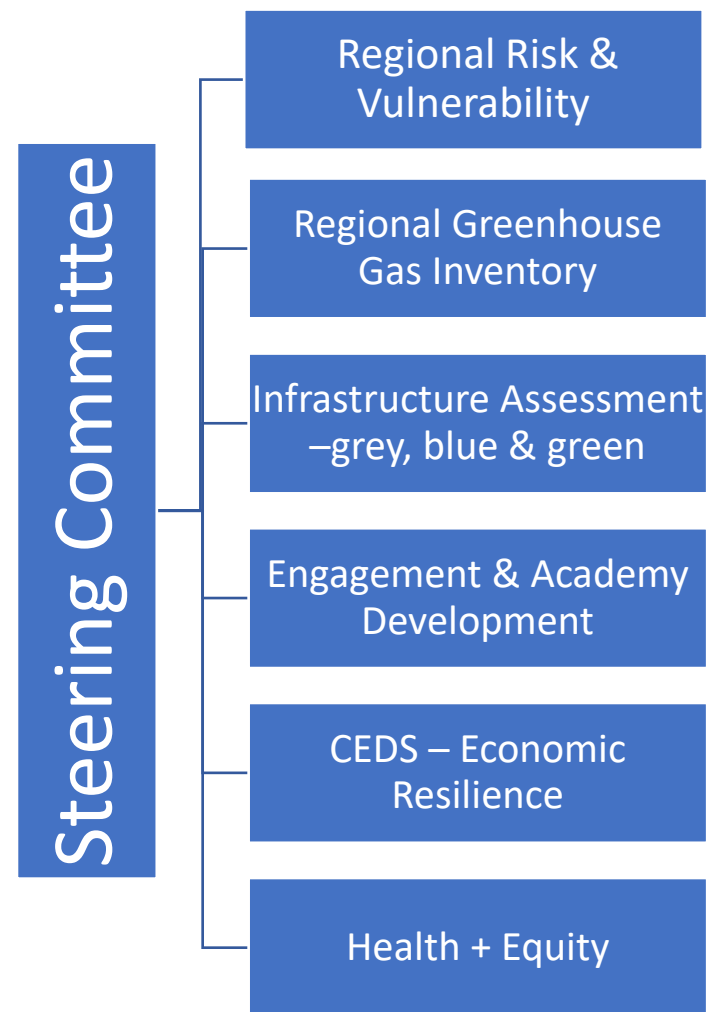 Steering Committee
Regional Risk &
Vulnerability
Regional Greenhouse
Gas Inventory
Infrastructure Assessment
–grey, blue & green
Engagement & Academy
Development
CEDS – Economic
Resilience
Health + Equity